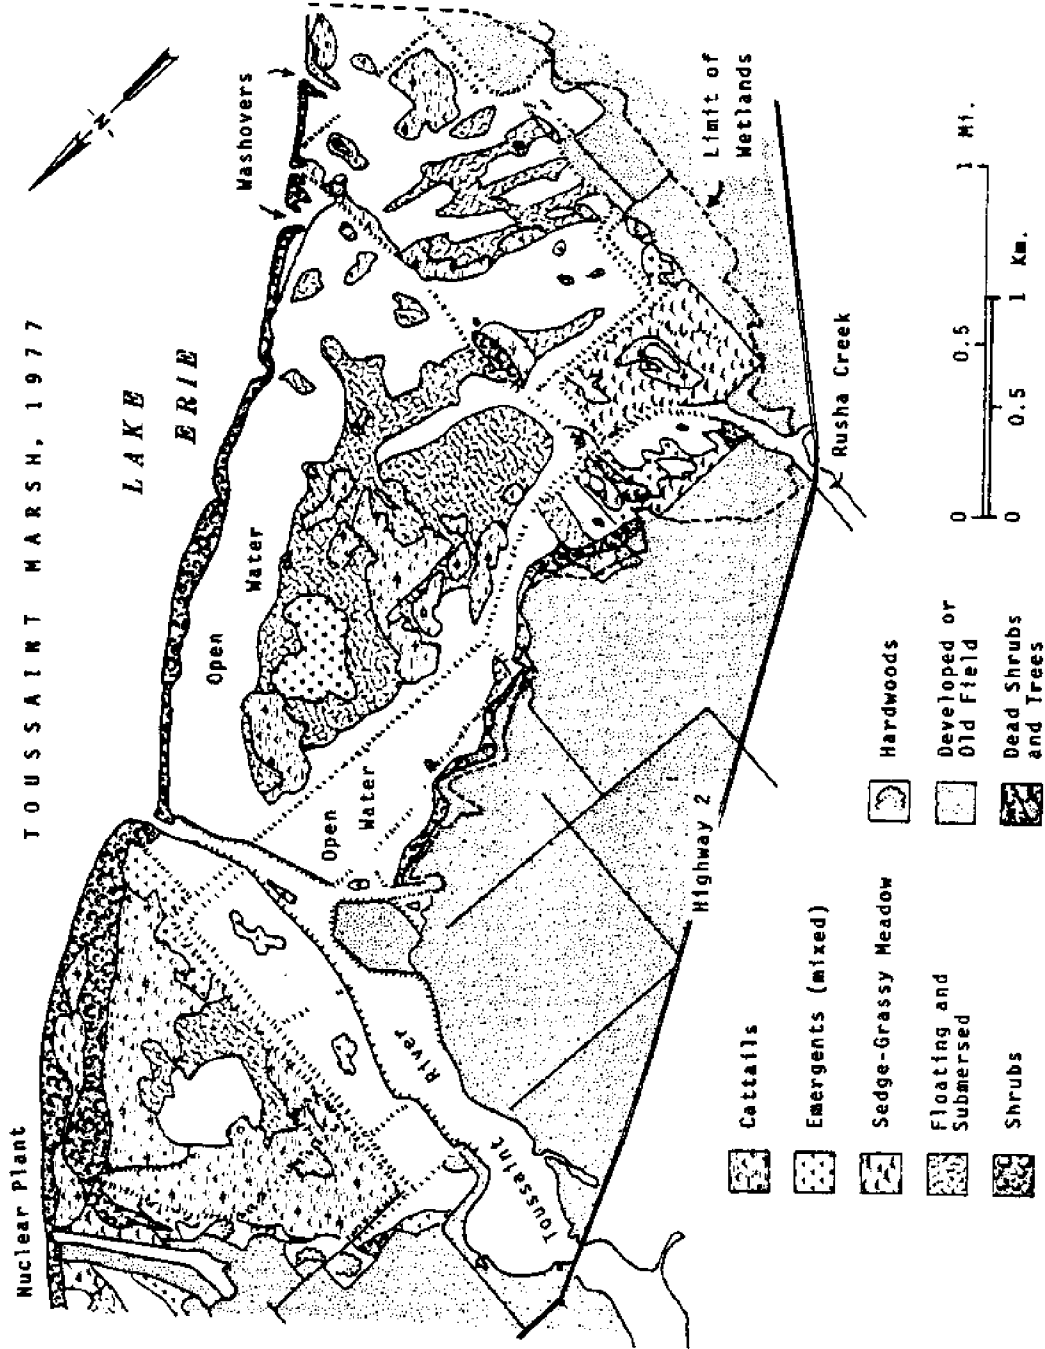 TOUSSAINT MARSH, 1977
LAKE
ERIE
Washovers
N
Nuclear Plant
Open
Water
Open
Water
Toussaint
River
Limit of
Wetlands
Rusha Creek
Highway 2
0
0.5
1 Mi.
0
0.5
1
Km.
Cattails
Emergents (mixed)
Sedge-Grassy Meadow
Floating and
Submersed
Shrubs
Hardwoods
Developed or
Old Field
Dead Shrubs
and Trees